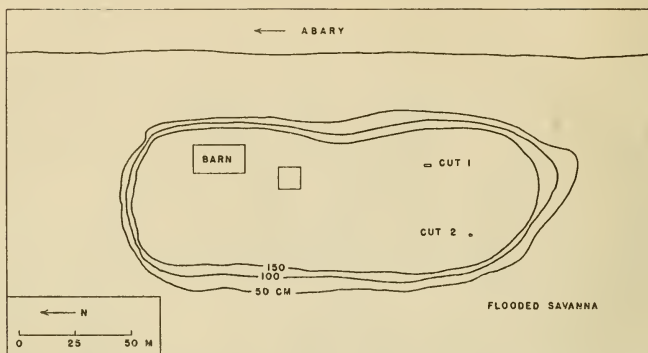 ABARY
BARN
CUT 1
CUT 2
150
100
50 CM
FLOODED SAVANNA
N
0 25 50 M